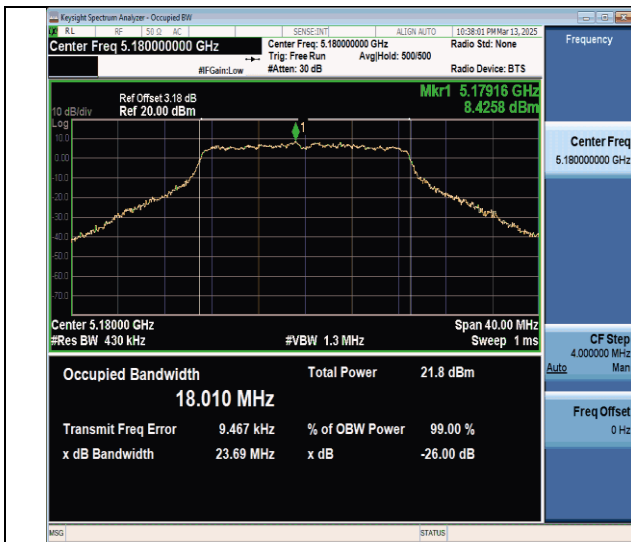 Keysight Spectrum Analyzer - Occupied BW
RL RF 50 Ω AC SENSE:INT ALIGN AUTO 10:38:01 PM Mar 13, 2025
Center Freq 5.180000000 GHz
Center Freq: 5.180000000 GHz Radio Std: None
Trig: Free Run Avg|Hold: 500/500
#IFGain:Low #Atten: 30 dB Radio Device: BTS
Frequency
Mkr1 5.17916 GHz
8.4258 dBm
Ref Offset 3.18 dB
10 dB/div Ref 20.00 dBm
Log
10.0
0.00
-10.0
-20.0
-30.0
-40.0
-50.0
-60.0
-70.0
1
Center 5.18000 GHz Span 40.00 MHz
#Res BW 430 kHz #VBW 1.3 MHz Sweep 1 ms
Occupied Bandwidth Total Power 21.8 dBm
18.010 MHz
Transmit Freq Error 9.467 kHz % of OBW Power 99.00 %
x dB Bandwidth 23.69 MHz x dB -26.00 dB
Center Freq
5.180000000 GHz
CF Step
4.000000 MHz
Auto Man
Freq Offset
0 Hz
MSG STATUS